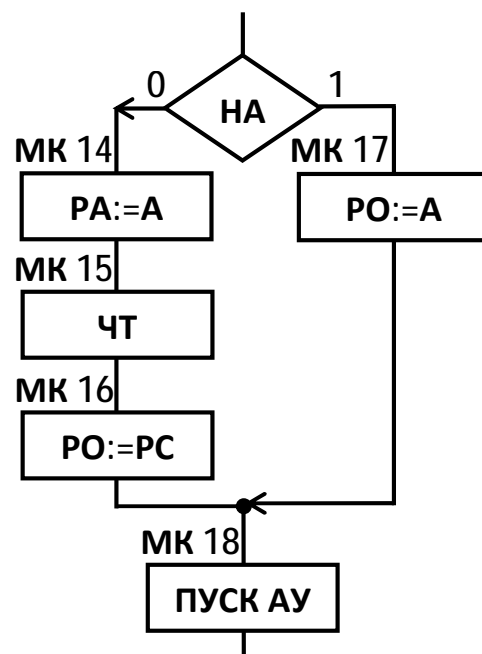 0 1
НА
МК 14 МК 17
РА:=А РО:=А
МК 15
ЧТ
МК 16
РО:=РС
МК 18
ПУСК АУ